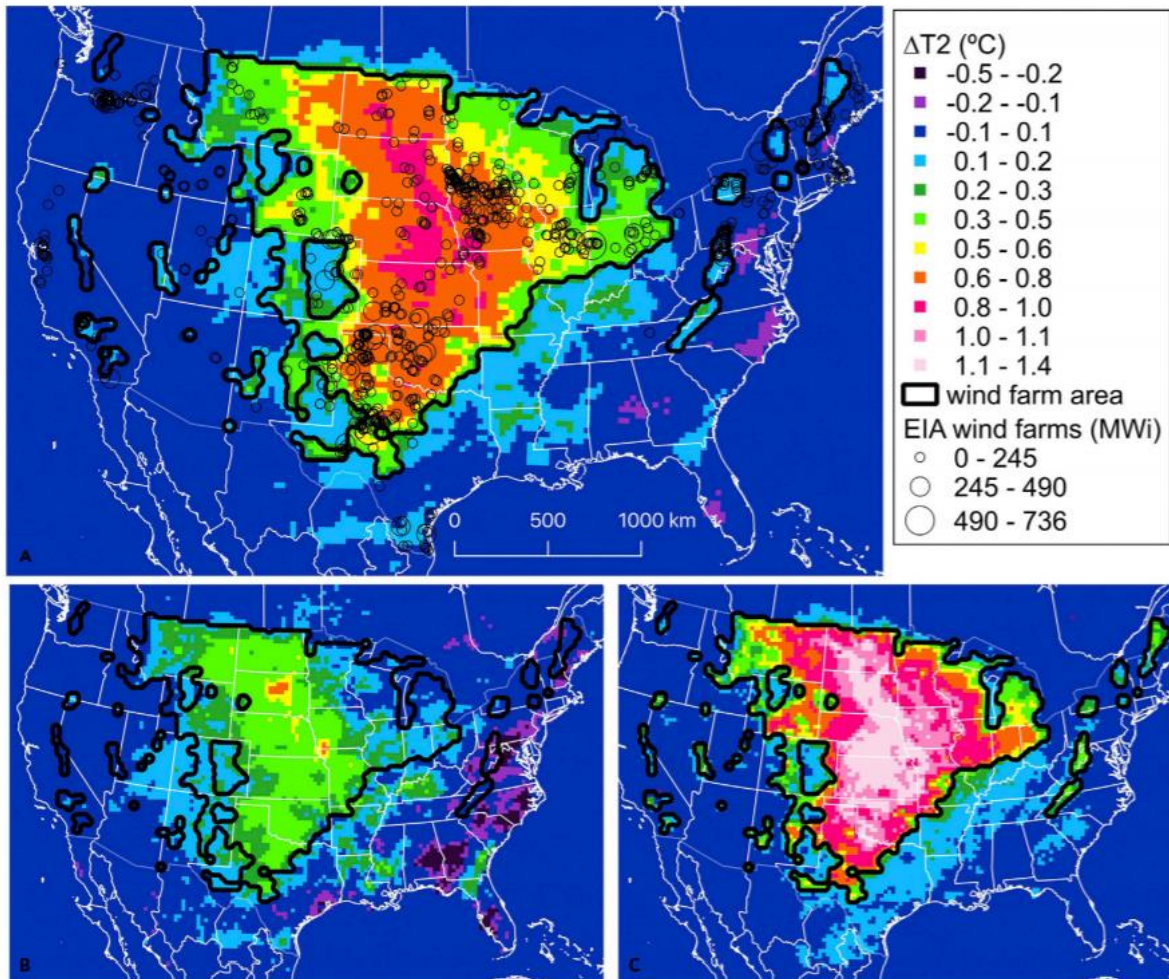 ΔT2 (ºC)
-0.5 - -0.2
-0.2 - -0.1
-0.1 - 0.1
0.1 - 0.2
0.2 - 0.3
0.3 - 0.5
0.5 - 0.6
0.6 - 0.8
0.8 - 1.0
1.0 - 1.1
1.1 - 1.4
wind farm area
EIA wind farms (MWi)
0 - 245
245 - 490
490 - 736
0 500 1000 km
A
B
C